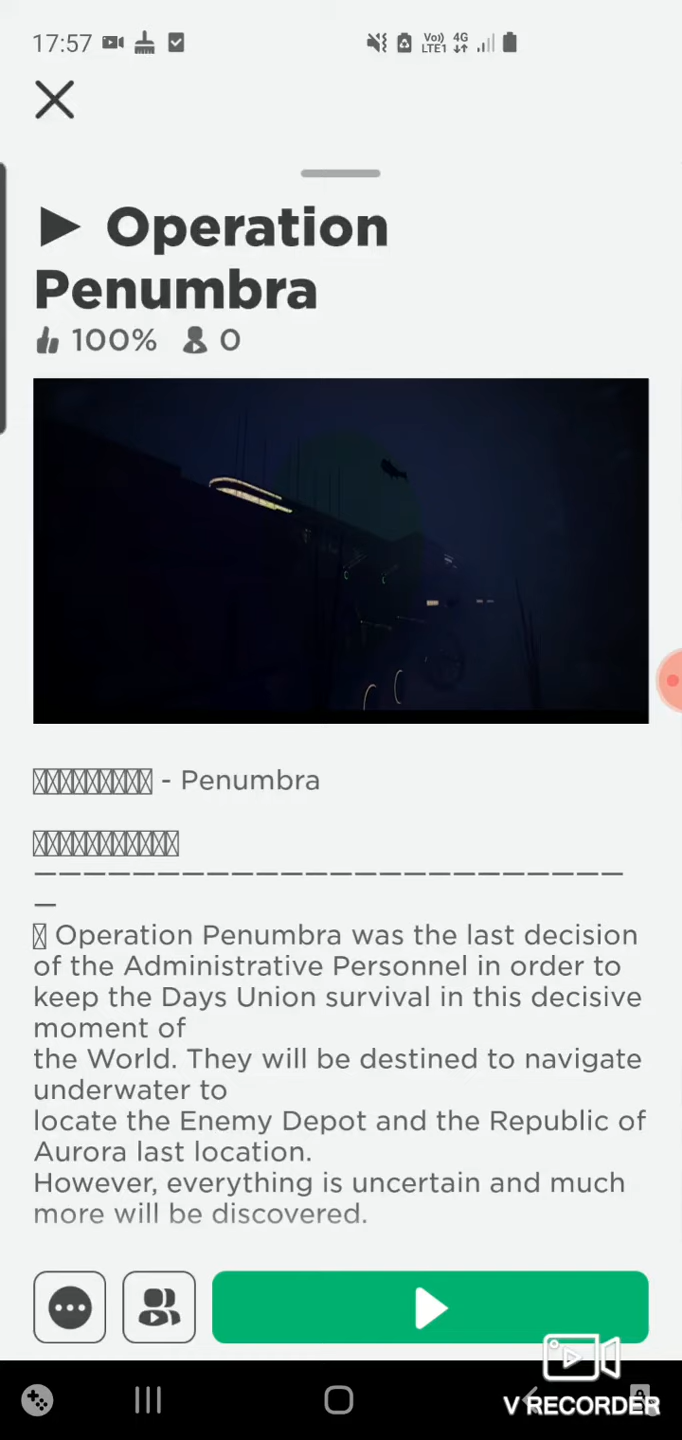 17:57
Vo)) LTE1 4G
► Operation
Penumbra
100% 0
- Penumbra
—————————————————————————
—
Operation Penumbra was the last decision
of the Administrative Personnel in order to
keep the Days Union survival in this decisive
moment of
the World. They will be destined to navigate
underwater to
locate the Enemy Depot and the Republic of
Aurora last location.
However, everything is uncertain and much
more will be discovered.
V RECORDER